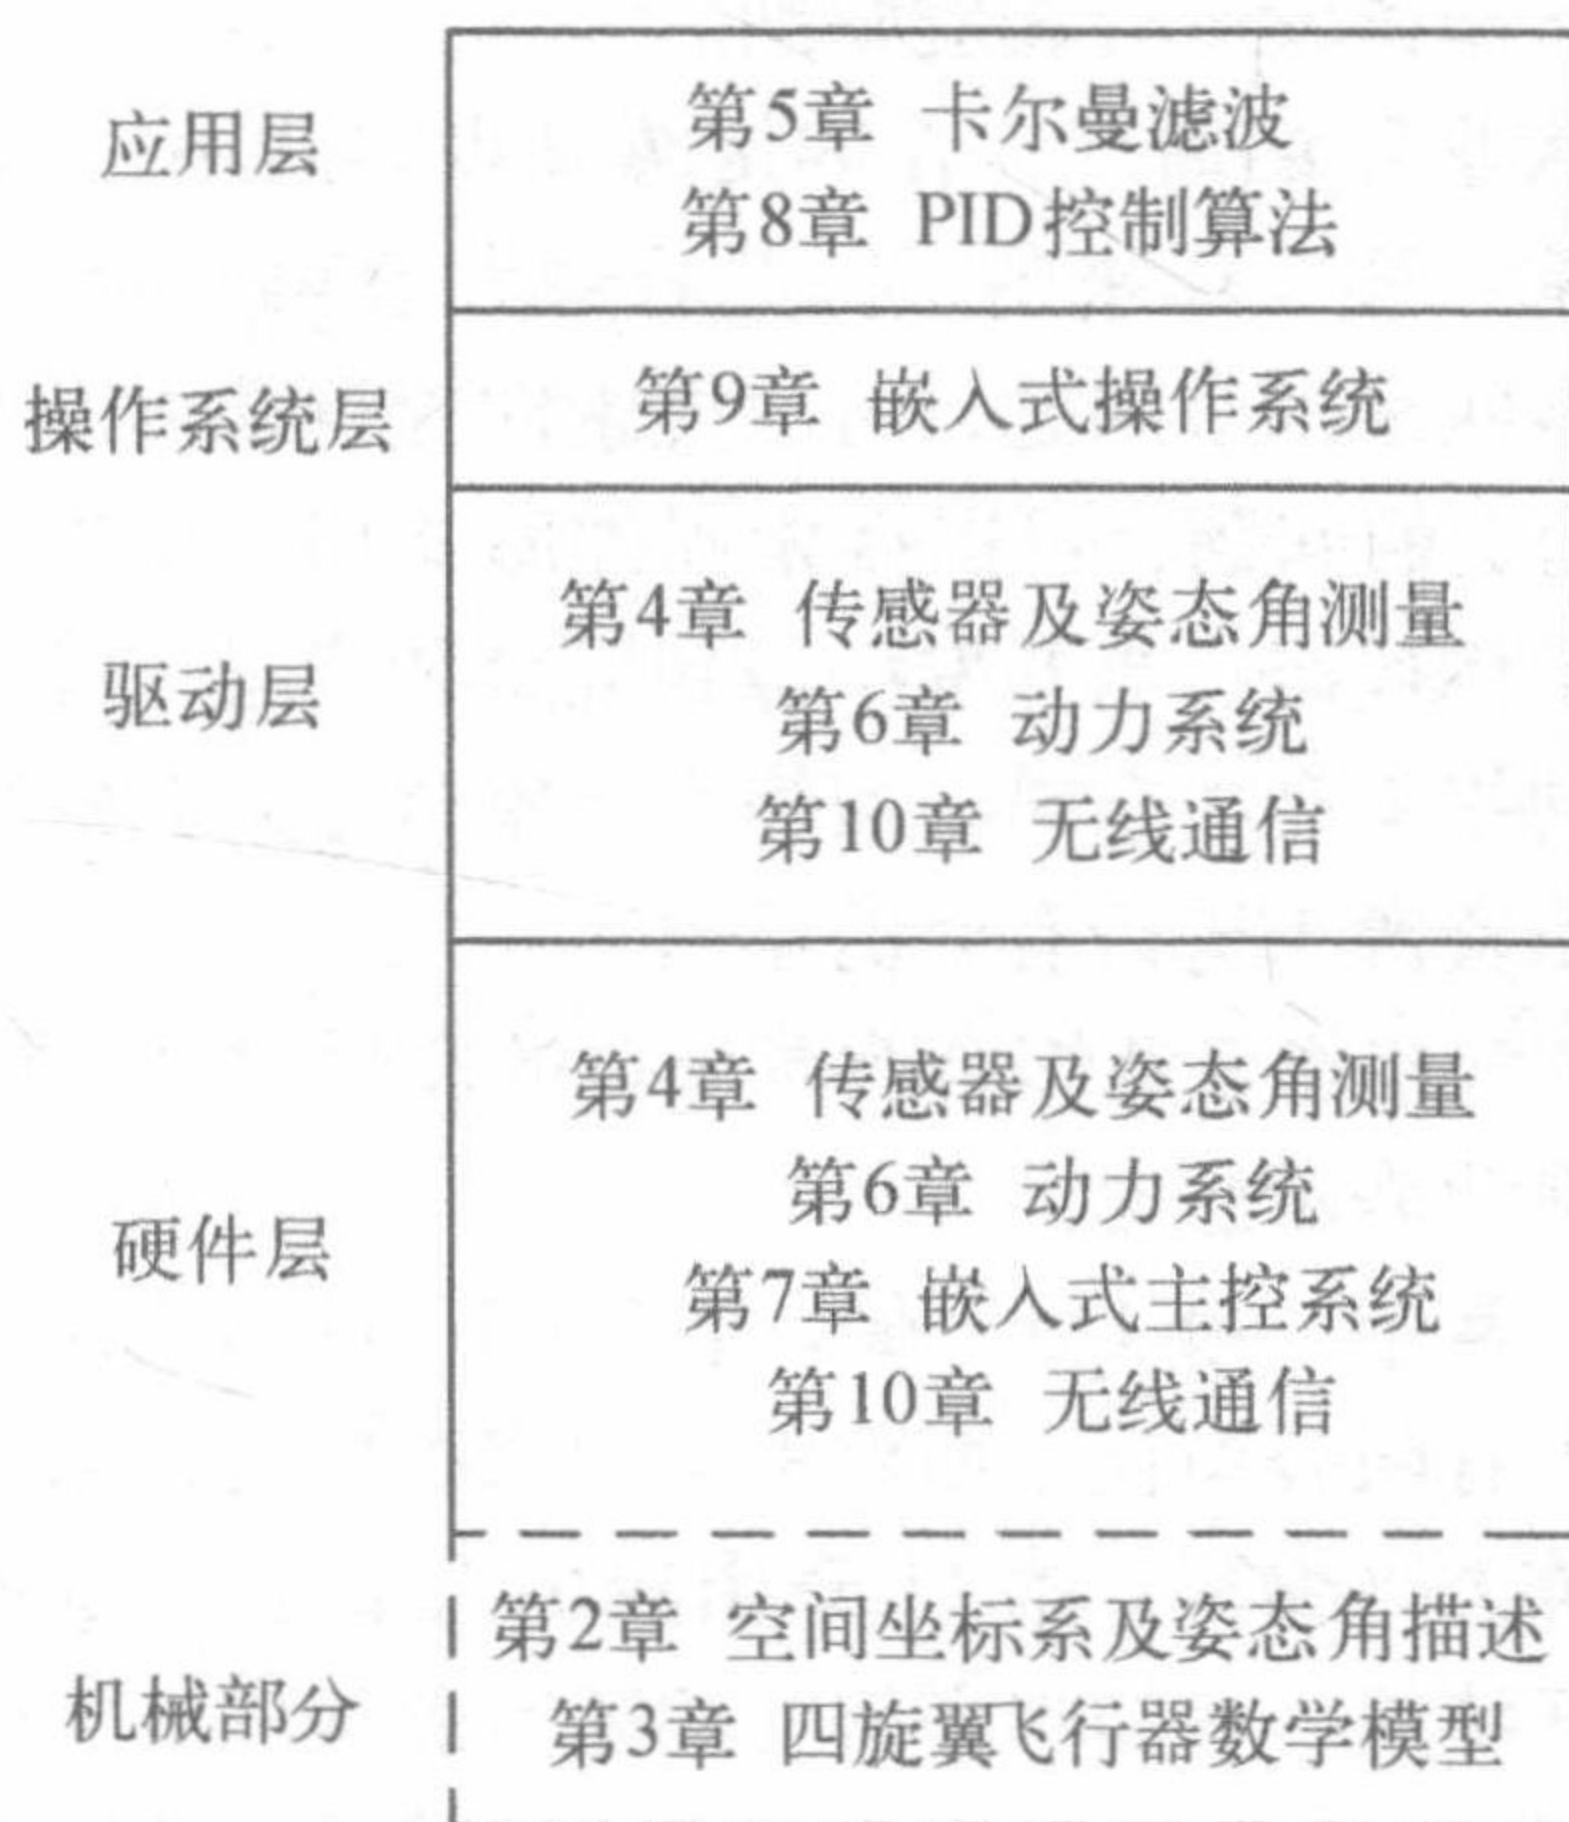 应用层
第5章 卡尔曼滤波
第8章 PID控制算法
操作系统层
第9章 嵌入式操作系统
驱动层
第4章 传感器及姿态角测量
第6章 动力系统
第10章 无线通信
硬件层
第4章 传感器及姿态角测量
第6章 动力系统
第7章 嵌入式主控系统
第10章 无线通信
机械部分
第2章 空间坐标系及姿态角描述
第3章 四旋翼飞行器数学模型